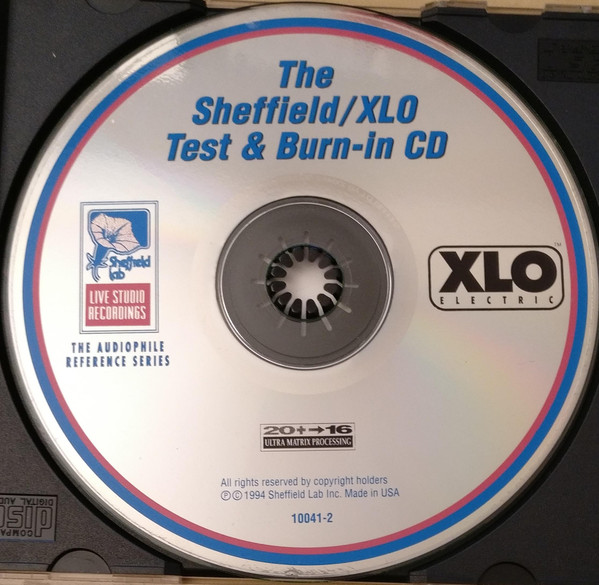 The
Sheffield/XLO
Test & Burn-in CD
Sheffield
Lab
LIVE STUDIO
RECORDINGS
THE AUDIOPHILE
REFERENCE SERIES
XLO
™
ELECTRIC
20+→16
ULTRA MATRIX PROCESSING
All rights reserved by copyright holders
℗©1994 Sheffield Lab Inc. Made in USA
10041-2
COMPACT
disc
DIGITAL AUDIO